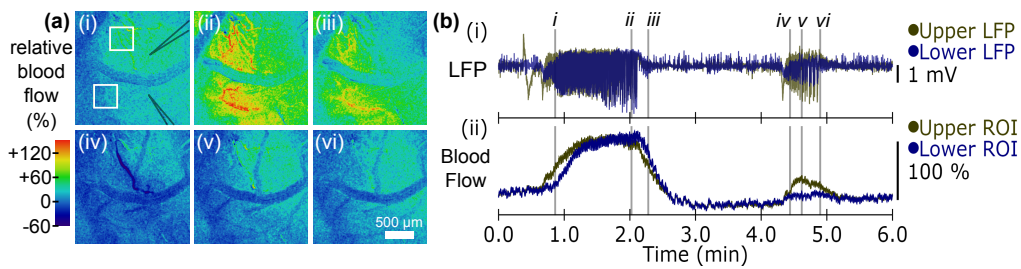 (a)
relative
blood
flow
(%)
+120
+60
0
-60
(i)
(ii)
(iii)
(iv)
(v)
(vi)
500 µm
(b)
i ii iii iv v vi
(i)
LFP
Upper LFP
Lower LFP
1 mV
(ii)
Blood
Flow
Upper ROI
Lower ROI
100 %
0.0 1.0 2.0 3.0 4.0 5.0 6.0
Time (min)